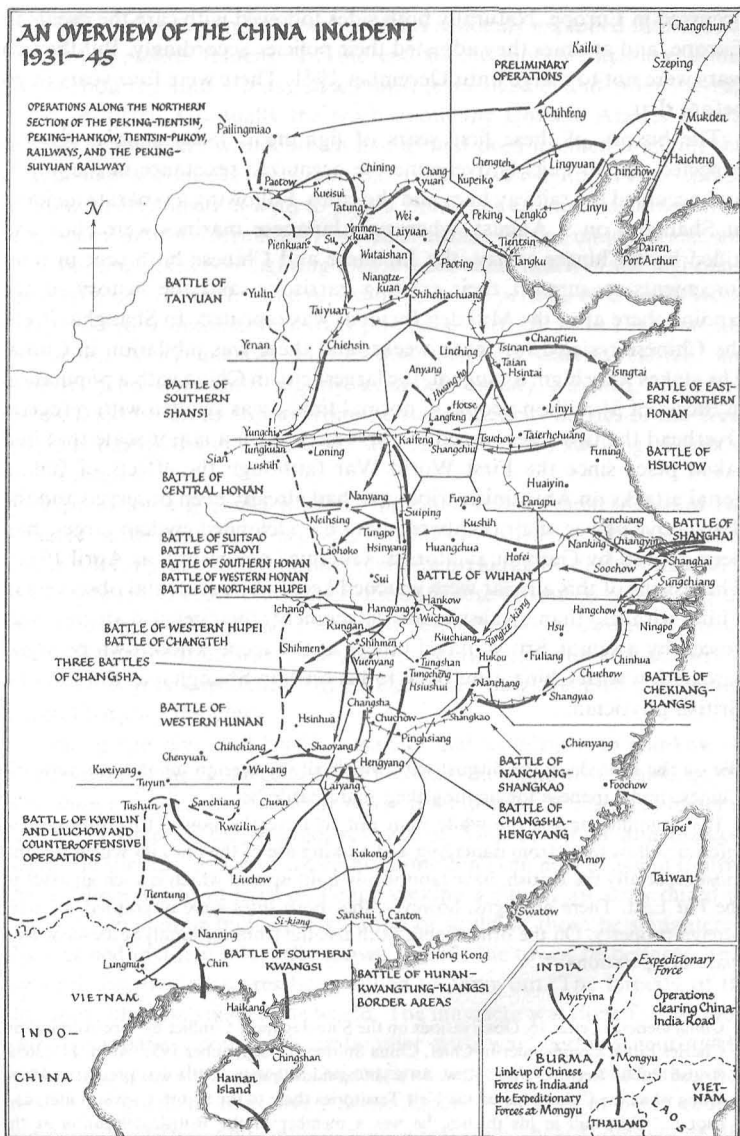 AN OVERVIEW OF THE CHINA INCIDENT
1931–45
OPERATIONS ALONG THE NORTHERN
SECTION OF THE PEKING-TIENTSIN,
PEKING-HANKOW, TIENTSIN-PUKOW,
RAILWAYS, AND THE PEKING-
SUIYUAN RAILWAY
N
Changchun
Kailu
Szeping
PRELIMINARY
OPERATIONS
Chihfeng
Mukden
Pailingmiao
Chengteh
Lingyuan
Haicheng
Chinchow
Chining
Chang-
yuan
Kupeiko
Paotow
Kueisui
Tatung
Peking
Lengko
Linyu
Wei
Laiyuan
Yenmen-
kuan
Pienkuan
Su
Tientsin
Tangku
Dairen
Port Arthur
Wutaishan
Paoting
Niangtze-
kuan
BATTLE OF
TAIYUAN
Yulin
Shihchiachuang
Taiyuan
Yenan
Chiehsin
Linching
Tsinan
Changtien
Taian
Hsintai
Anyang
Huang-ho
Tsingtai
BATTLE OF
SOUTHERN
SHANSI
Hotse
Langfeng
Linyi
BATTLE OF EAST-
ERN & NORTHERN
HONAN
Yungchi
Tungkuan
Sian
Lushih
Loning
Kaifeng
Shangchiu
Tsuchow
Taierhchuang
Funing
BATTLE OF
HSUCHOW
BATTLE OF
CENTRAL HONAN
Huaiyin
Pangpu
Nanyang
Suiping
Fuyang
Neihsing
Kushih
Chenchiang
BATTLE OF
SHANGHAI
Tungpo
Nanking
Chiangyin
Laohoko
Hsinyang
Huangchua
Hofei
Shanghai
Soochow
Sungchiang
BATTLE OF SUITSAO
BATTLE OF TSAOYI
BATTLE OF SOUTHERN HONAN
BATTLE OF WESTERN HONAN
BATTLE OF NORTHERN HUPEI
Sui
BATTLE OF WUHAN
Ichang
Hankow
Hangyang
Wuchang
Yangtze-kiang
Hangchow
Ningpo
BATTLE OF WESTERN HUPEI
BATTLE OF CHANGTEH
Kungan
Kiuchiang
Hsu
Shihmen
Shihmen
Hukou
Fuliang
Yuenyang
Tungshan
Chinhua
THREE BATTLES
OF CHANGSHA
Tungcheng
Hsiushui
Nanchang
Chuchow
Shangyao
BATTLE OF
CHEKIANG-
KIANGSI
Changsha
BATTLE OF
WESTERN HUNAN
Hsinhua
Chuchow
Shangkao
Pinghsiang
Chihchiang
Shaoyang
Chienyang
Chenyuan
Hengyang
BATTLE OF
NANCHANG-
SHANGKAO
Kweiyang
Wukang
Tuyun
Laiyang
Foochow
Tushun
Sanchiang
Chuan
BATTLE OF
CHANGSHA-
HENGYANG
BATTLE OF KWEILIN
AND LIUCHOW AND
COUNTER-OFFENSIVE
OPERATIONS
Kweilin
Taipei
Kukong
Liuchow
Amoy
Taiwan
Tientung
Si-kiang
Sanshui
Canton
Swatow
Nanning
Hong Kong
BATTLE OF SOUTHERN
KWANGSI
Lungmu
Chin
BATTLE OF HUNAN-
KWANGTUNG-KIANGSI
BORDER AREAS
VIETNAM
Haikang
INDO-
CHINA
Chingshan
Hainan
Island
INDIA
Expeditionary
Force
Myityina
Operations
clearing China-
India Road
BURMA
Mongyu
Link-up of Chinese
Forces in India and
the Expeditionary
Forces at Mongyu
VIET-
NAM
LAOS
THAILAND